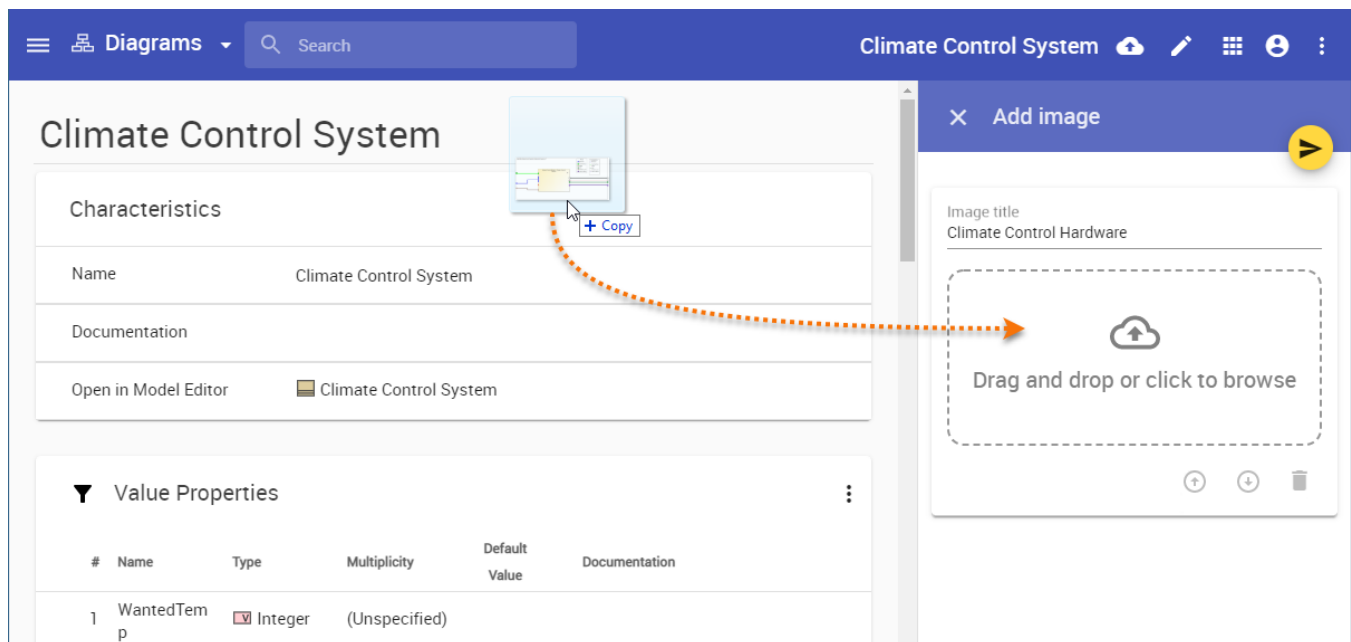 Diagrams
Search
Climate Control System
Climate Control System
Characteristics
Name Climate Control System
Documentation
Open in Model Editor Climate Control System
Value Properties
# Name Type Multiplicity Default Value Documentation
1 WantedTemp V Integer (Unspecified)
+ Copy
Add image
Image title
Climate Control Hardware
Drag and drop or click to browse